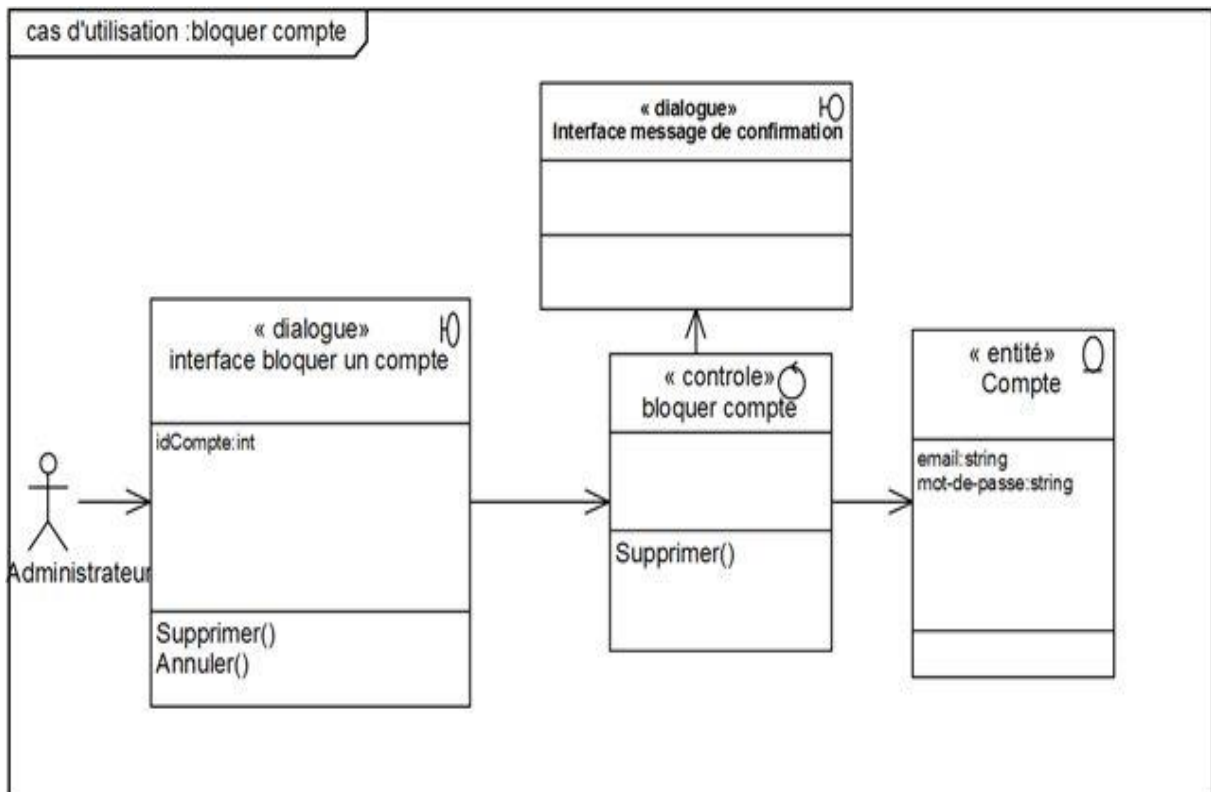 cas d'utilisation :bloquer compte
« dialogue»
Interface message de confirmation
« dialogue»
interface bloquer un compte
idCompte:int
Supprimer()
Annuler()
Administrateur
« controle»
bloquer compte
Supprimer()
« entité»
Compte
email:string
mot-de-passe:string